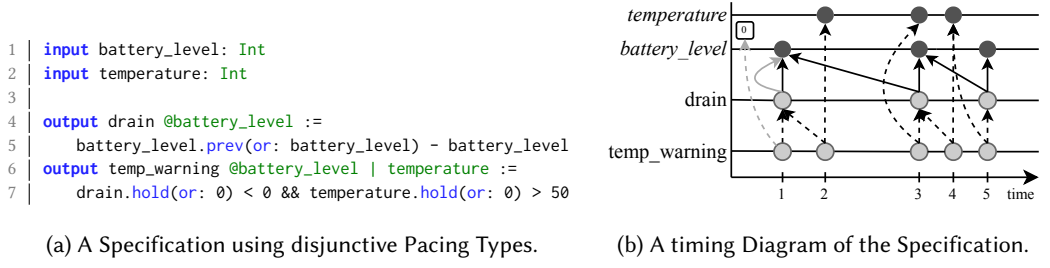 1 input battery_level: Int
2 input temperature: Int
3
4 output drain @battery_level :=
5 battery_level.prev(or: battery_level) - battery_level
6 output temp_warning @battery_level | temperature :=
7 drain.hold(or: 0) < 0 && temperature.hold(or: 0) > 50
(a) A Specification using disjunctive Pacing Types.
temperature
0
battery_level
drain
temp_warning
1 2 3 4 5 time
(b) A timing Diagram of the Specification.